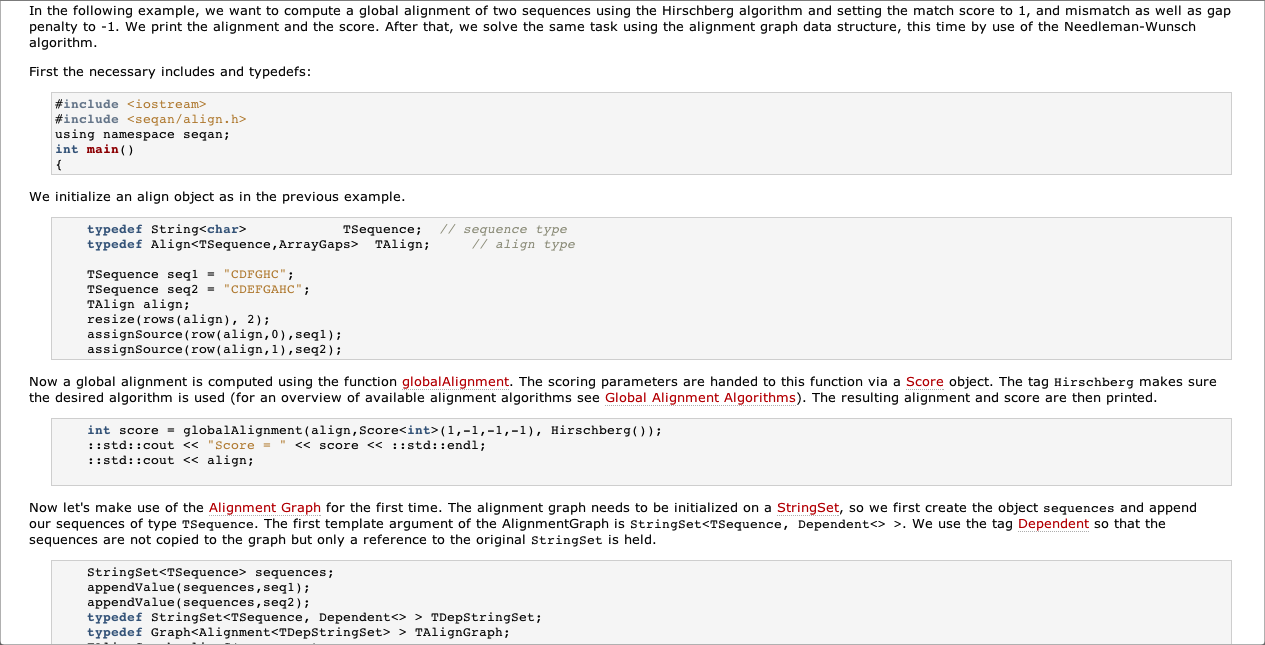 In the following example, we want to compute a global alignment of two sequences using the Hirschberg algorithm and setting the match score to 1, and mismatch as well as gap
penalty to -1. We print the alignment and the score. After that, we solve the same task using the alignment graph data structure, this time by use of the Needleman-Wunsch
algorithm.
First the necessary includes and typedefs:
#include <iostream>
#include <seqan/align.h>
using namespace seqan;
int main()
{
We initialize an align object as in the previous example.
typedef String<char> TSequence; // sequence type
typedef Align<TSequence,ArrayGaps> TAlign; // align type
TSequence seq1 = "CDFGHC";
TSequence seq2 = "CDEFGAHC";
TAlign align;
resize(rows(align), 2);
assignSource(row(align,0),seq1);
assignSource(row(align,1),seq2);
Now a global alignment is computed using the function globalAlignment. The scoring parameters are handed to this function via a Score object. The tag Hirschberg makes sure
the desired algorithm is used (for an overview of available alignment algorithms see Global Alignment Algorithms). The resulting alignment and score are then printed.
int score = globalAlignment(align,Score<int>(1,-1,-1,-1), Hirschberg());
::std::cout << "Score = " << score << ::std::endl;
::std::cout << align;
Now let's make use of the Alignment Graph for the first time. The alignment graph needs to be initialized on a StringSet, so we first create the object sequences and append
our sequences of type TSequence. The first template argument of the AlignmentGraph is StringSet<TSequence, Dependent<> >. We use the tag Dependent so that the
sequences are not copied to the graph but only a reference to the original StringSet is held.
StringSet<TSequence> sequences;
appendValue(sequences,seq1);
appendValue(sequences,seq2);
typedef StringSet<TSequence, Dependent<> > TDepStringSet;
typedef Graph<Alignment<TDepStringSet> > TAlignGraph;